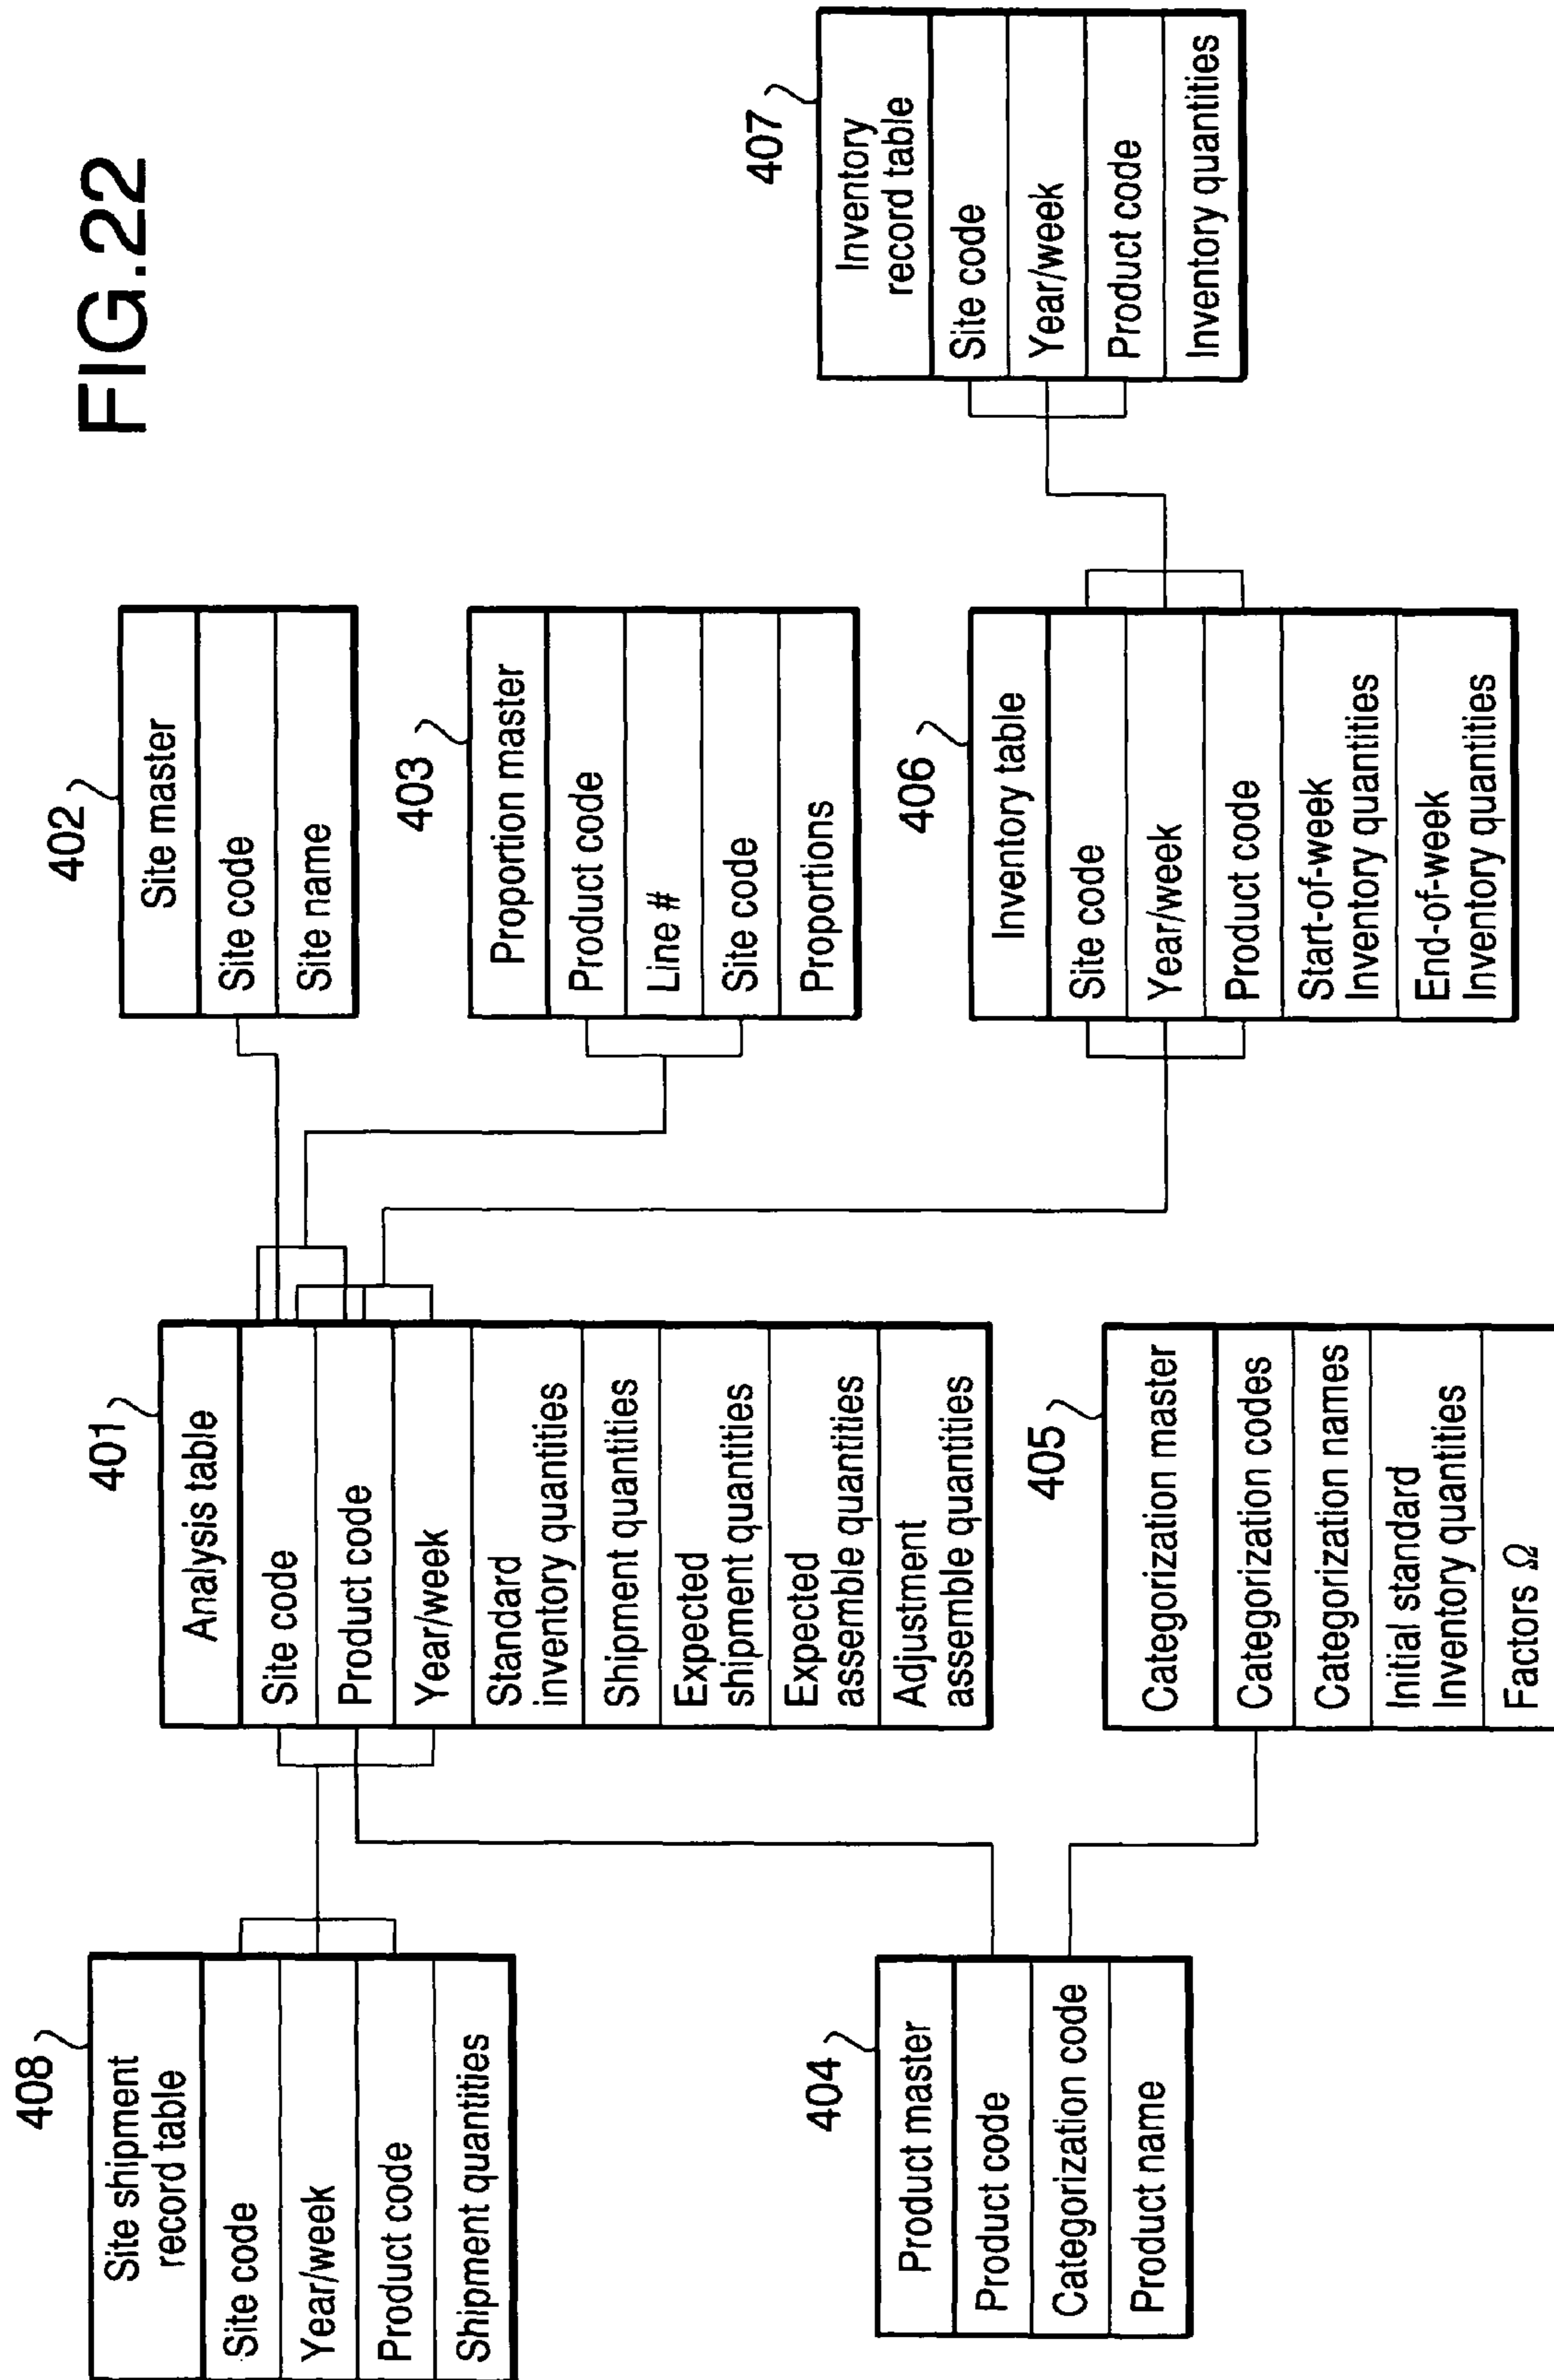 FIG.22
408
Site shipment
record table
Site code
Year/week
Product code
Shipment quantities
404
Product master
Product code
Categorization code
Product name
401
Analysis table
Site code
Product code
Year/week
Standard
inventory quantities
Shipment quantities
Expected
shipment quantities
Expected
assemble quantities
Adjustment
assemble quantities
405
Categorization master
Categorization codes
Categorization names
Initial standard
Inventory quantities
Factors Ω
402
Site master
Site code
Site name
403
Proportion master
Product code
Line #
Site code
Proportions
406
Inventory table
Site code
Year/week
Product code
Start-of-week
Inventory quantities
End-of-week
Inventory quantities
407
Inventory
record table
Site code
Year/week
Product code
Inventory quantities